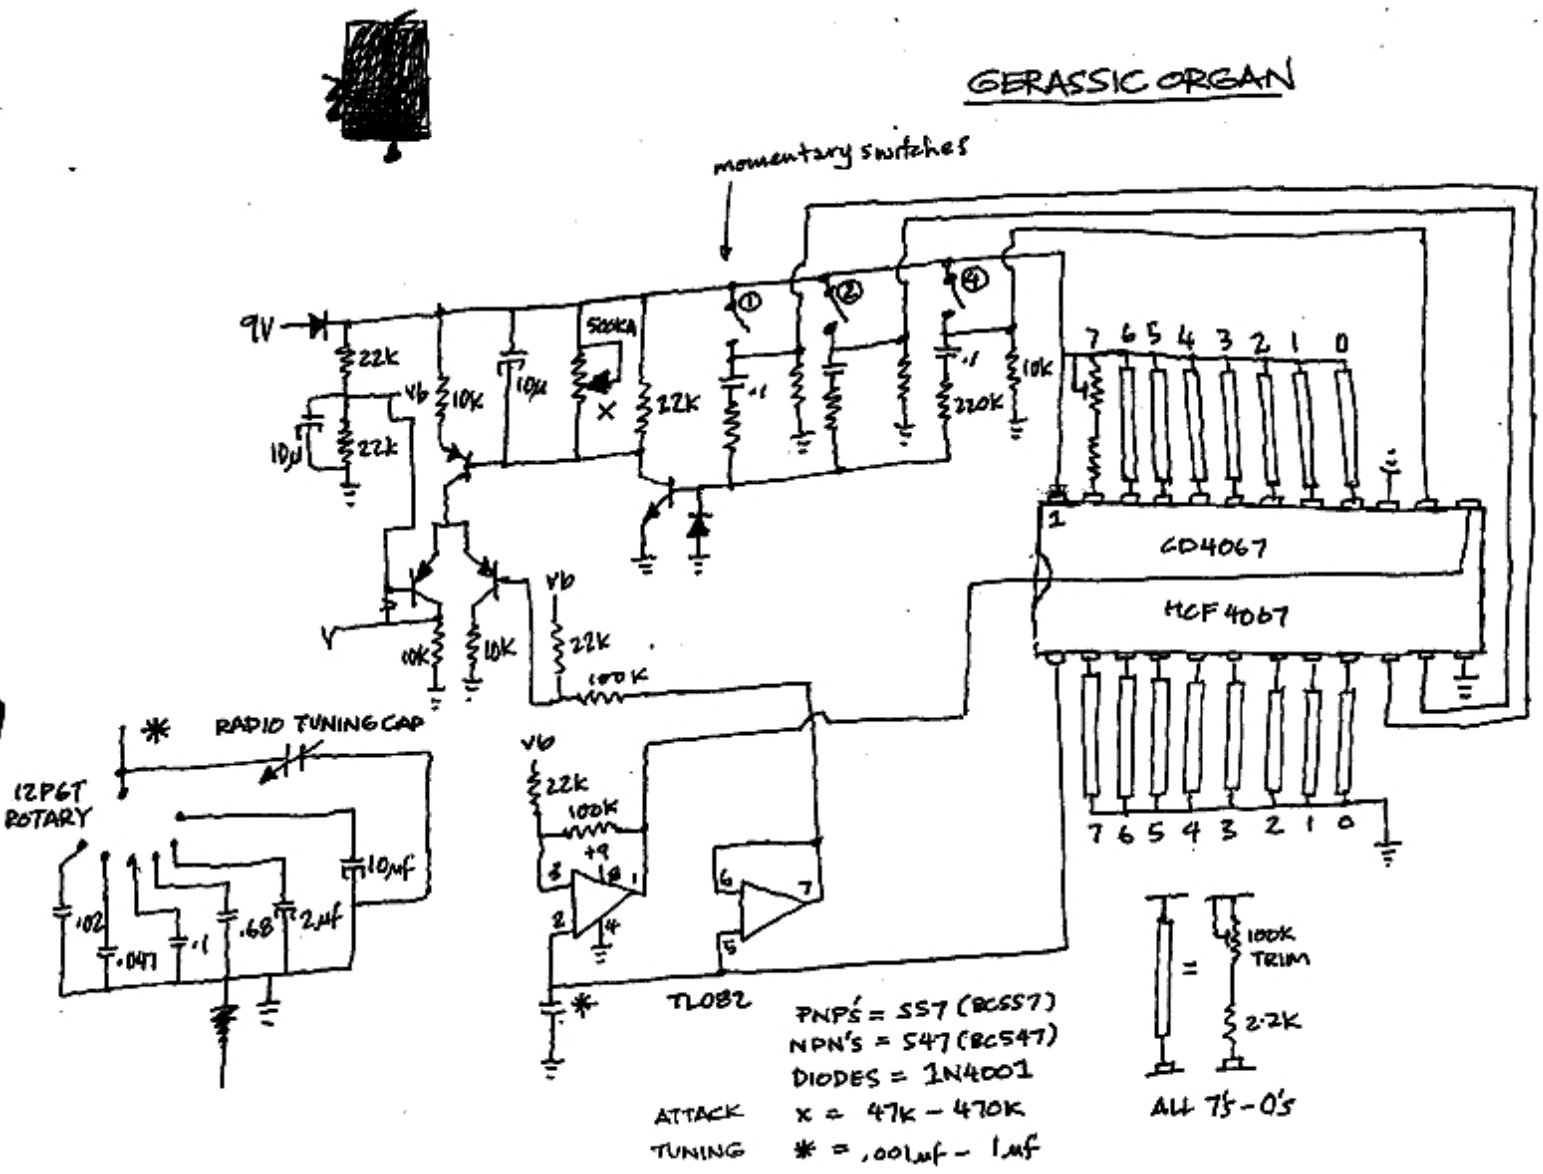 GERASSIC ORGAN
momentary switches
9V
22K
Vb
10µ
22K
10K
10µ
500KA
X
22K
1
.1
2
4
.1
220K
10K
7 6 5 4 3 2 1 0
1
CD4067
HCF4067
7 6 5 4 3 2 1 0
V
10K
10K
Vb
22K
100K
* RADIO TUNING CAP
12P6T
ROTARY
.02
.047
.1
.68
2µf
10µf
Vb
22K
100K
+9
3
8
1
2
4
6
7
5
*
TL082
PNP'S = 557 (BC557)
NPN'S = 547 (BC547)
DIODES = 1N4001
ATTACK X = 47K - 470K
TUNING * = .001µf - 1µf
=
100K
TRIM
2.2K
ALL 7'S - 0'S